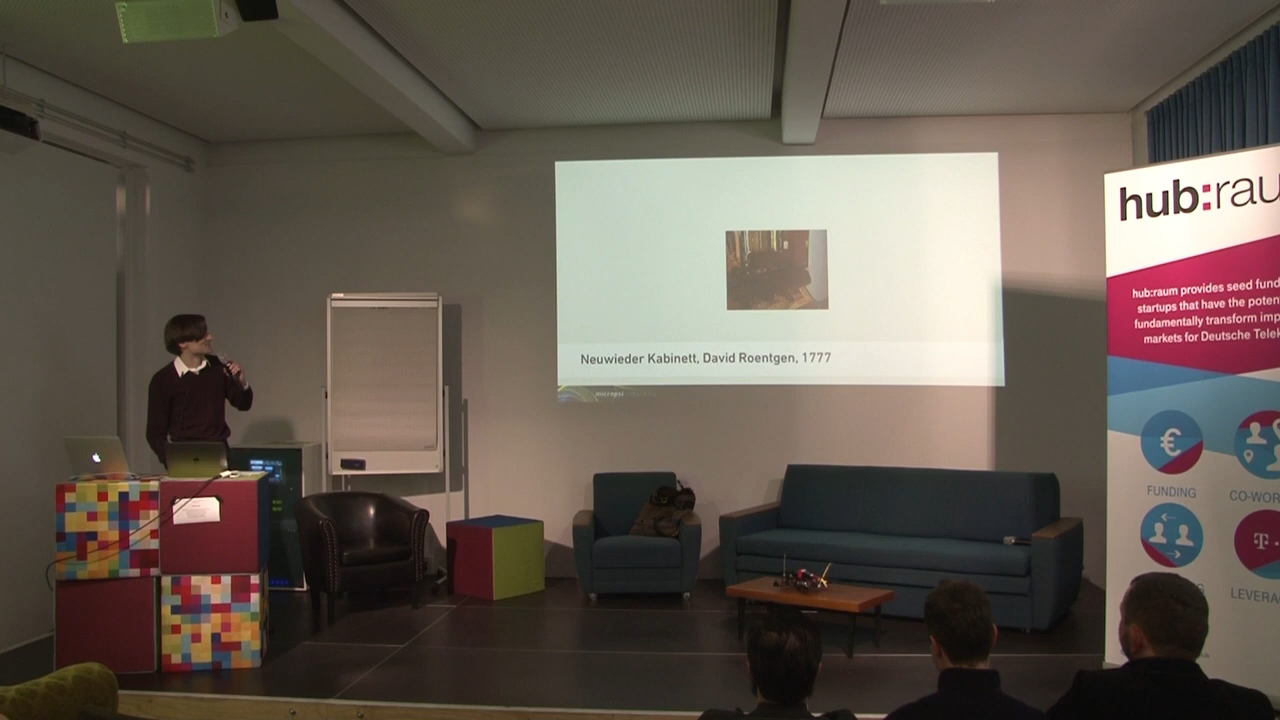 Neuwieder Kabinett, David Roentgen, 1777
micropsi
hub:rau
hub:raum provides seed fund
startups that have the poten
fundamentally transform imp
markets for Deutsche Telek
€
FUNDING
CO-WOR
T
LEVERA